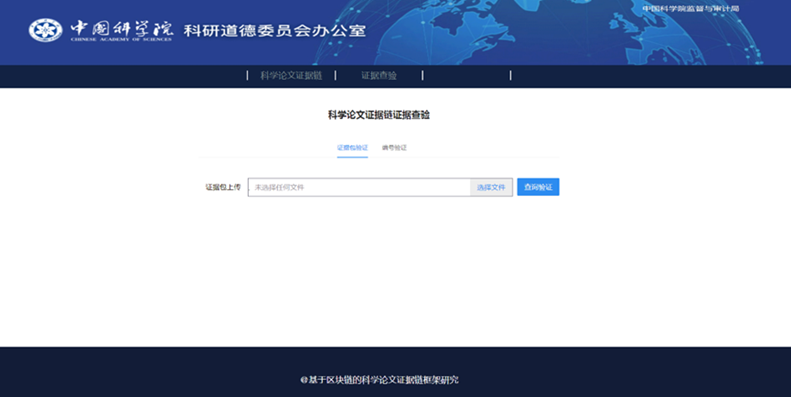 中国科学院监督与审计局
中国科学院 科研道德委员会办公室
CHINESE ACADEMY OF SCIENCES
科学论文证据链 证据查验
科学论文证据链证据查验
证据包验证 编号验证
证据包上传 未选择任何文件 选择文件 查询验证
@基于区块链的科学论文证据链框架研究